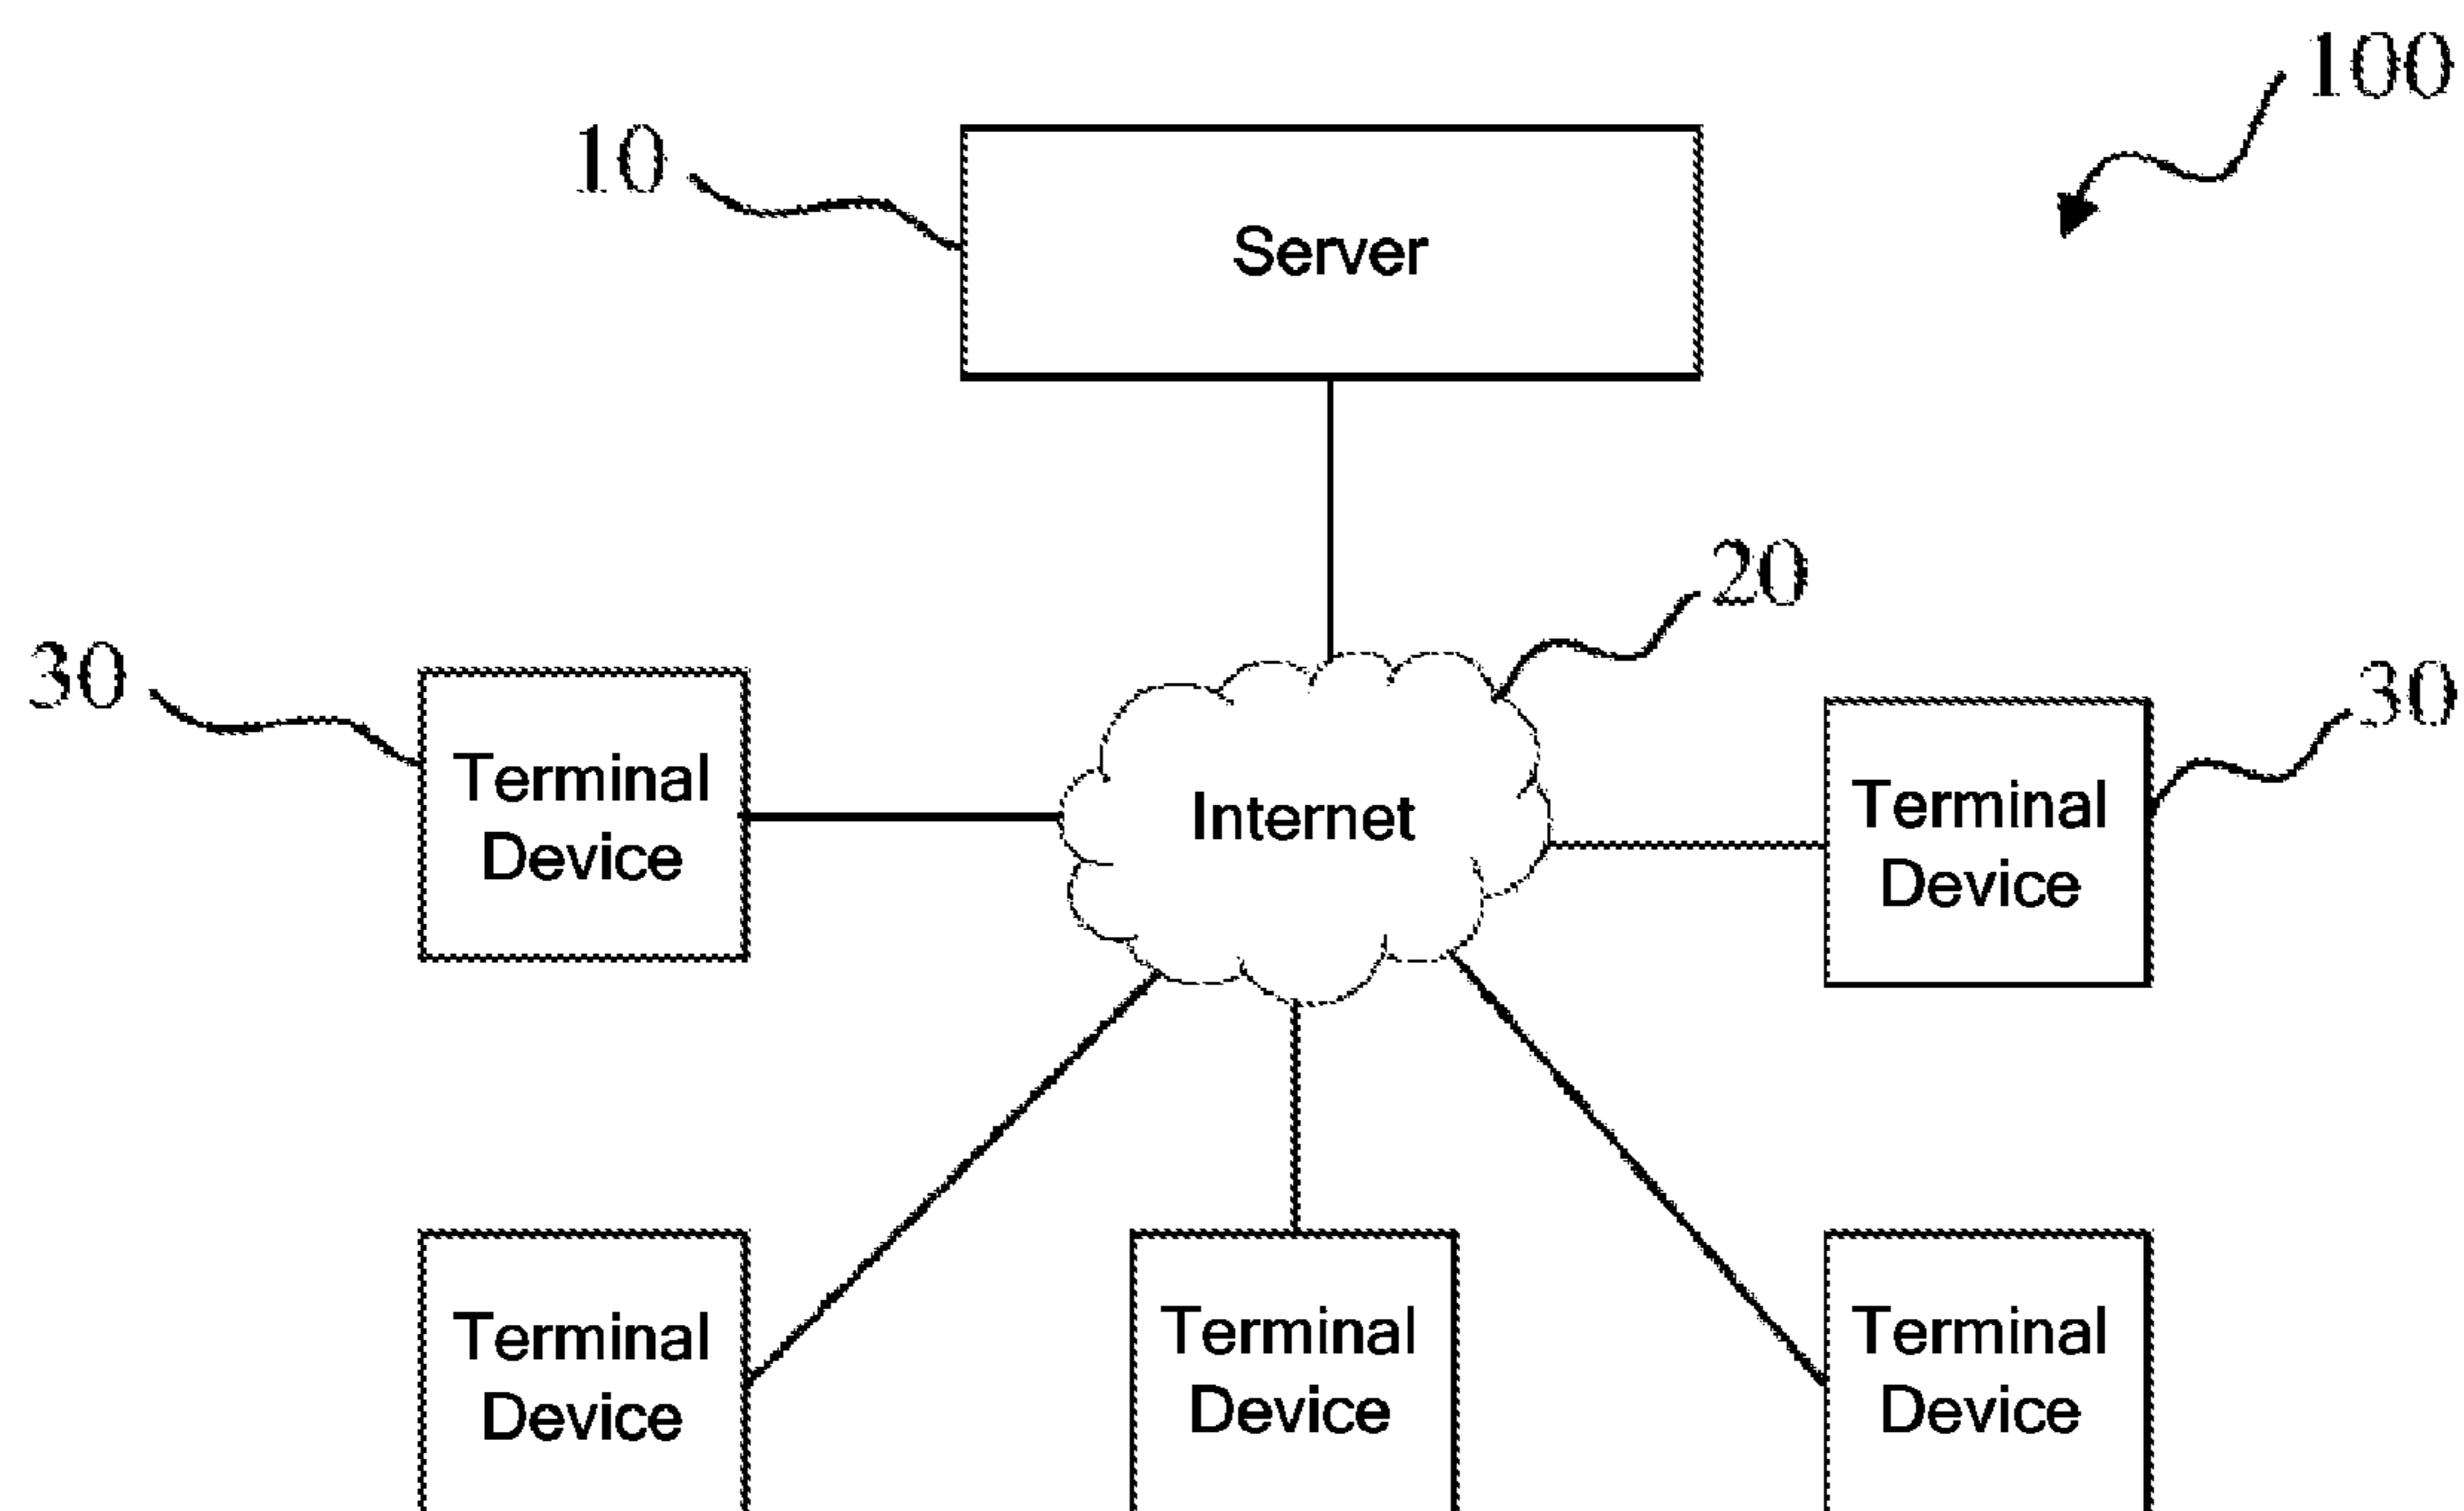 100
10
Server
20
30
30
Terminal
Device
Internet
Terminal
Device
Terminal
Device
Terminal
Device
Terminal
Device